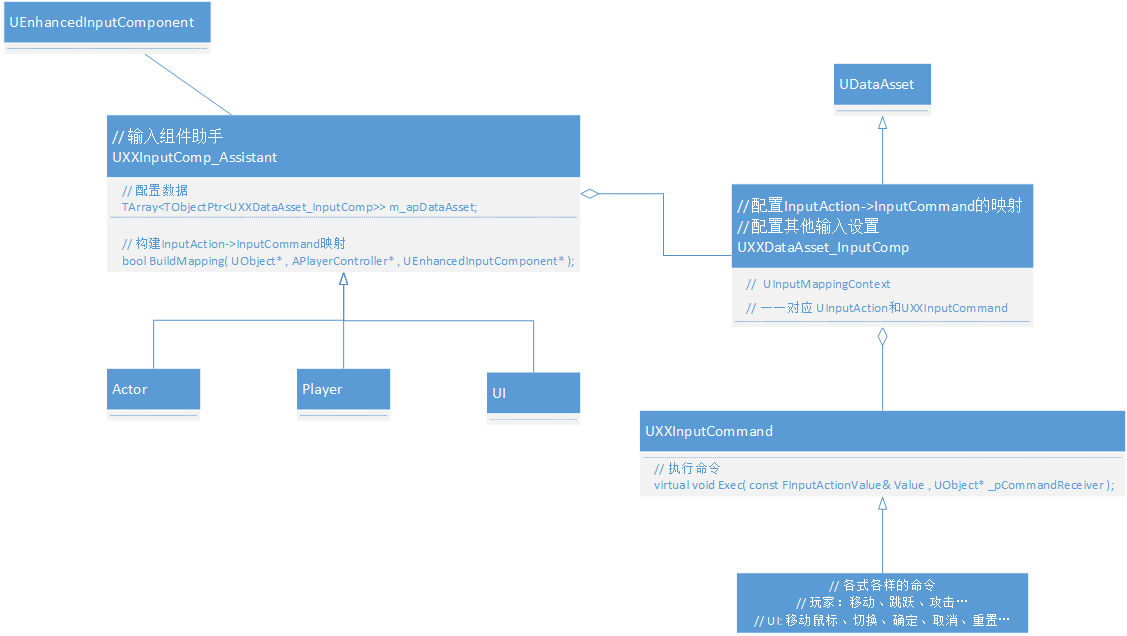 UEnhancedInputComponent
UDataAsset
// 输入组件助手
UXXInputComp_Assistant
// 配置数据
TArray<TObjectPtr<UXXDataAsset_InputComp>> m_apDataAsset;
// 构建InputAction->InputCommand映射
bool BuildMapping( UObject* , APlayerController* , UEnhancedInputComponent* );
//配置InputAction->InputCommand的映射
//配置其他输入设置
UXXDataAsset_InputComp
// UInputMappingContext
// 一一对应 UInputAction和UXXInputCommand
Actor
Player
UI
UXXInputCommand
// 执行命令
virtual void Exec( const FInputActionValue& Value , UObject* _pCommandReceiver );
// 各式各样的命令
// 玩家：移动、跳跃、攻击…
// UI: 移动鼠标、切换、确定、取消、重置…